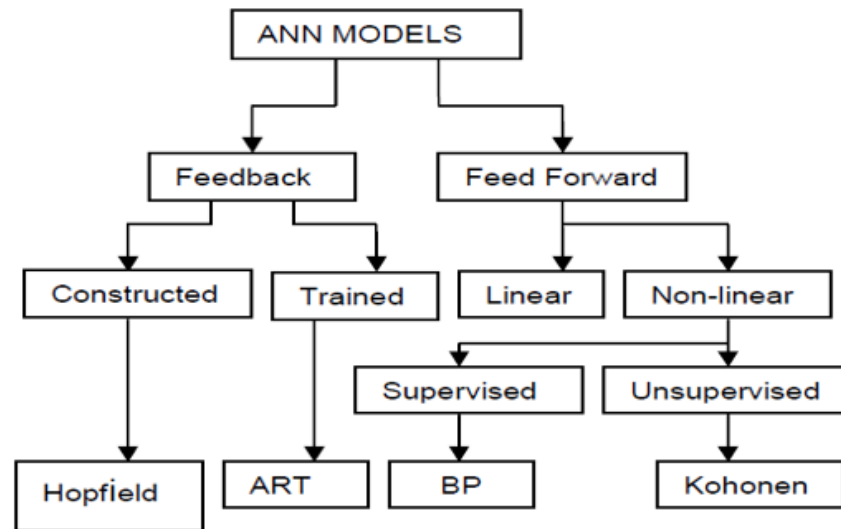 ANN MODELS
Feedback
Feed Forward
Constructed
Trained
Linear
Non-linear
Supervised
Unsupervised
Hopfield
ART
BP
Kohonen